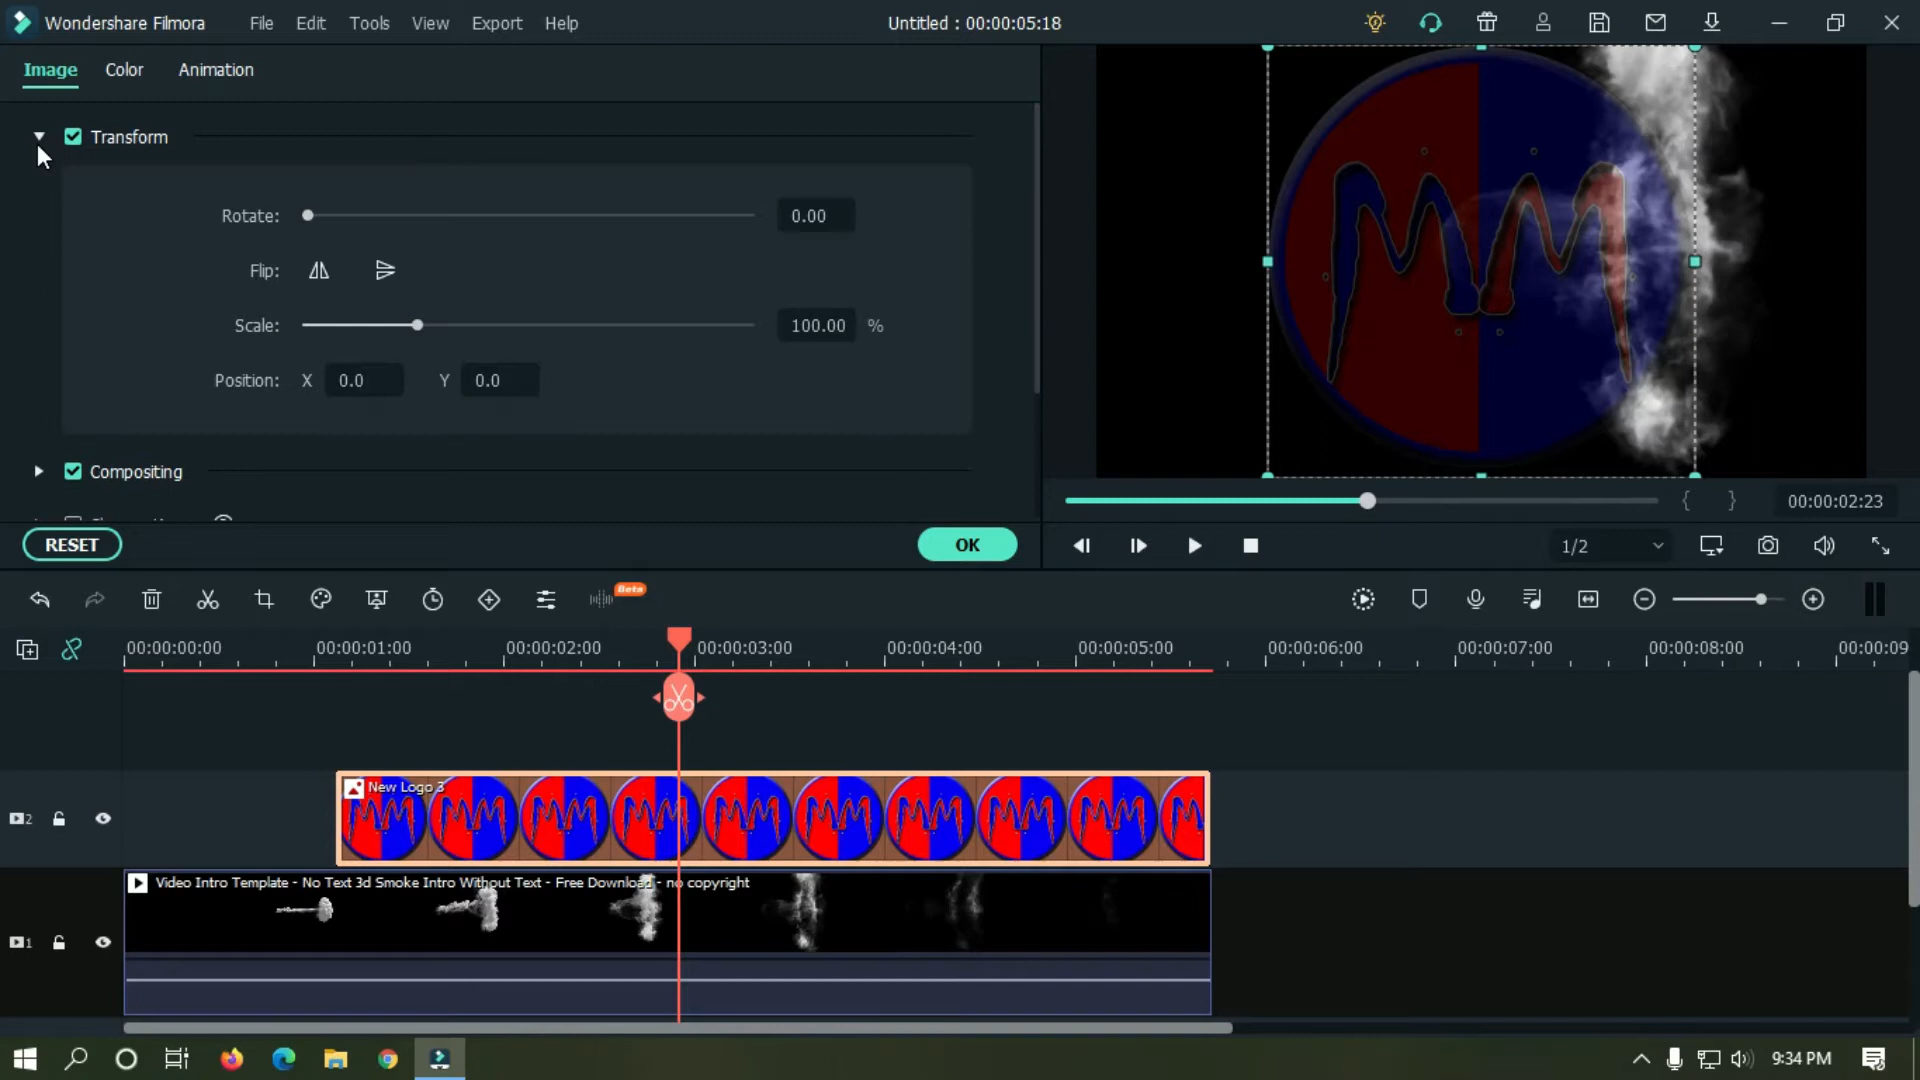 Wondershare Filmora File Edit Tools View Export Help Untitled : 00:00:05:18
Image Color Animation
Transform
Rotate: 0.00
Flip:
Scale: 100.00 %
Position: X 0.0 Y 0.0
Compositing
RESET OK
{ } 00:00:02:23
1/2
Beta
00:00:00:00 00:00:01:00 00:00:02:00 00:00:03:00 00:00:04:00 00:00:05:00 00:00:06:00 00:00:07:00 00:00:08:00 00:00:09
New Logo 3
2
Video Intro Template - No Text 3d Smoke Intro Without Text - Free Download - no copyright
1
9:34 PM